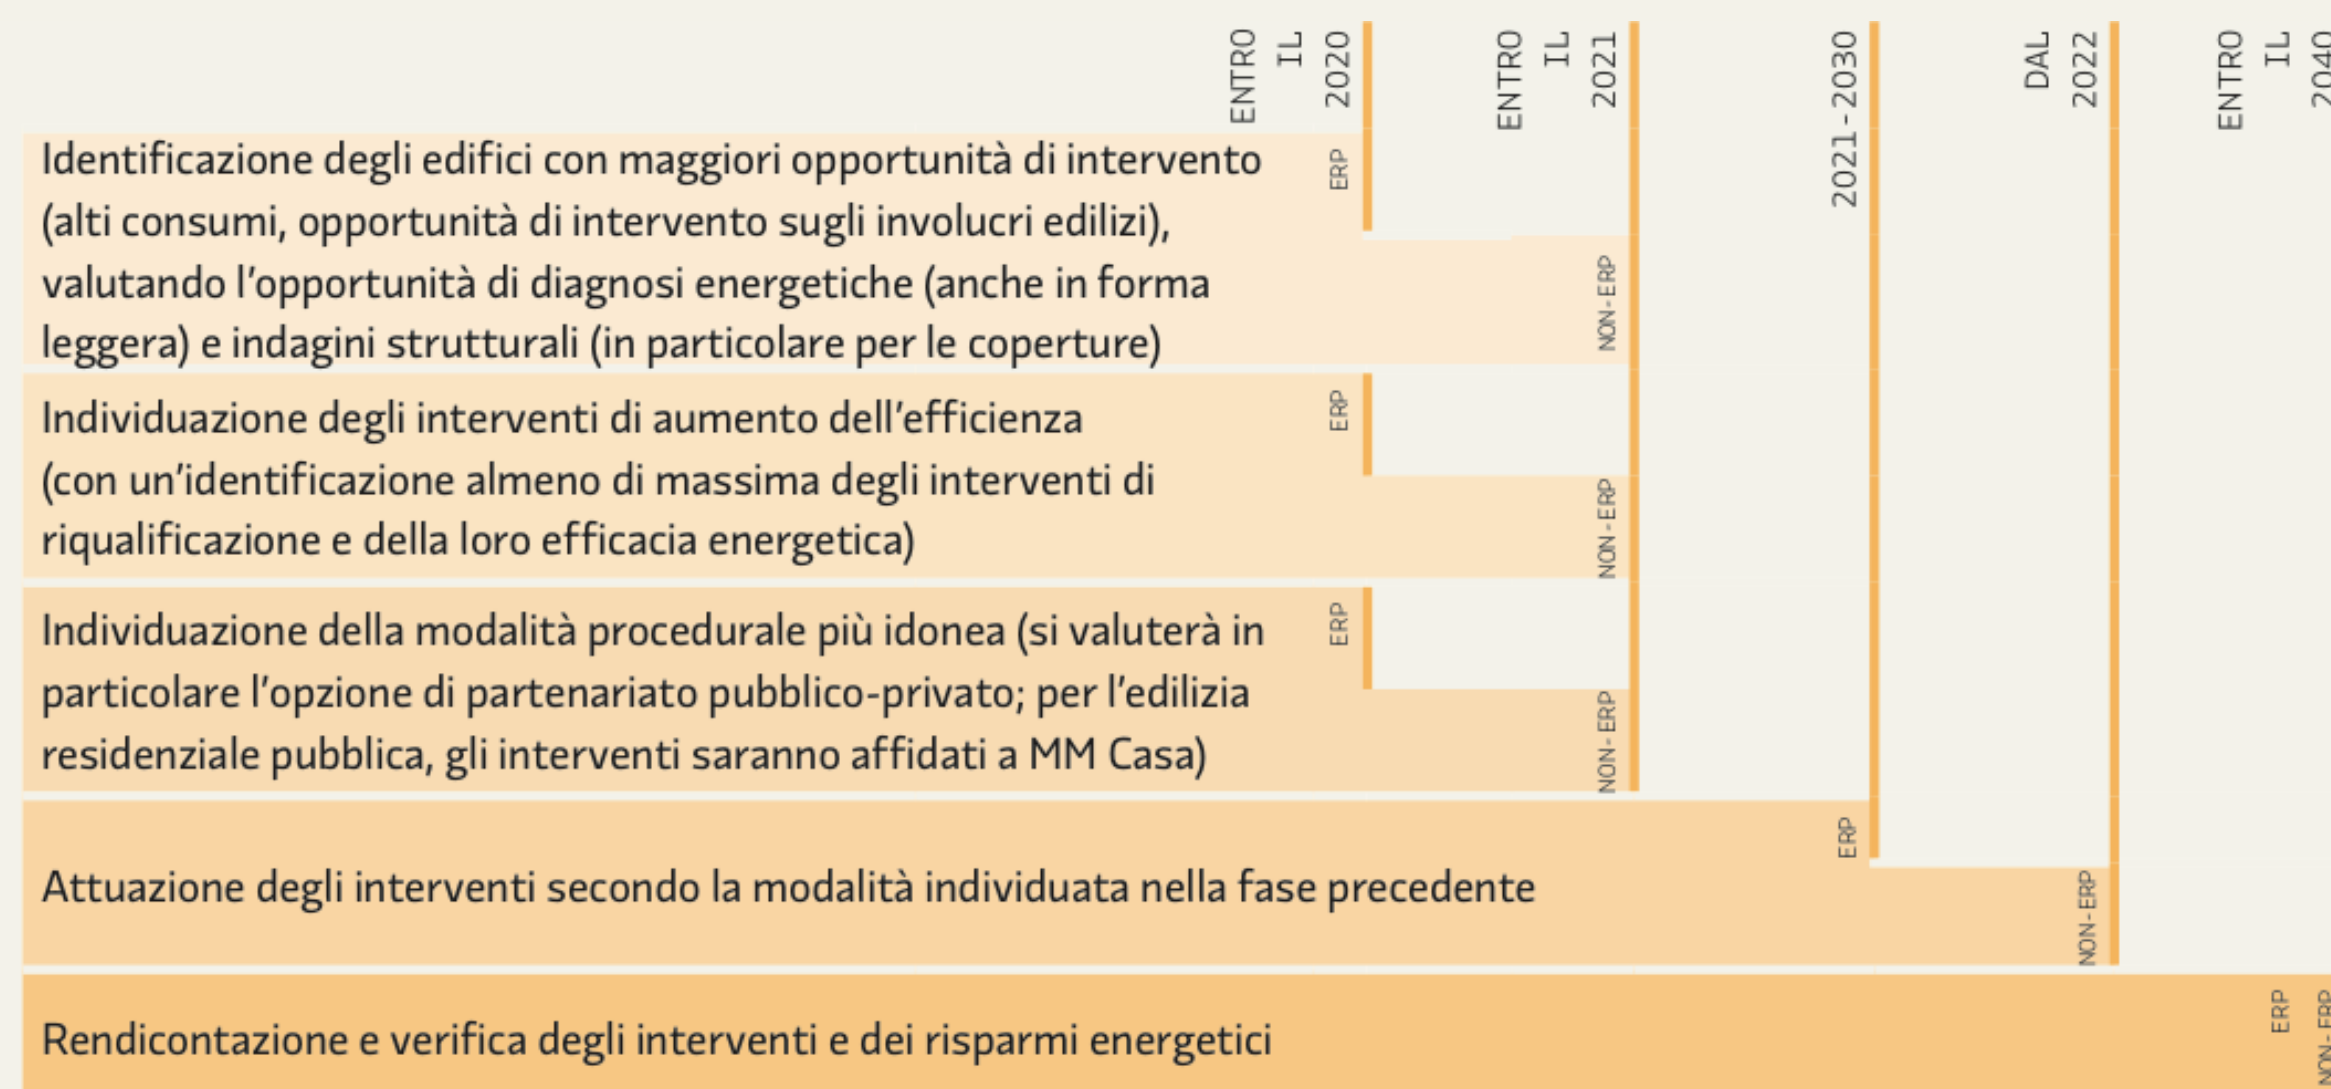 ENTRO
IL
2020
ENTRO
IL
2021
2021-2030
DAL
2022
ENTRO
IL
2040
Identificazione degli edifici con maggiori opportunità di intervento
(alti consumi, opportunità di intervento sugli involucri edilizi),
valutando l’opportunità di diagnosi energetiche (anche in forma
leggera) e indagini strutturali (in particolare per le coperture)
ERP
NON-ERP
Individuazione degli interventi di aumento dell’efficienza
(con un’identificazione almeno di massima degli interventi di
riqualificazione e della loro efficacia energetica)
ERP
NON-ERP
Individuazione della modalità procedurale più idonea (si valuterà in
particolare l’opzione di partenariato pubblico-privato; per l’edilizia
residenziale pubblica, gli interventi saranno affidati a MM Casa)
ERP
NON-ERP
Attuazione degli interventi secondo la modalità individuata nella fase precedente
ERP
NON-ERP
Rendicontazione e verifica degli interventi e dei risparmi energetici
ERP
NON-ERP